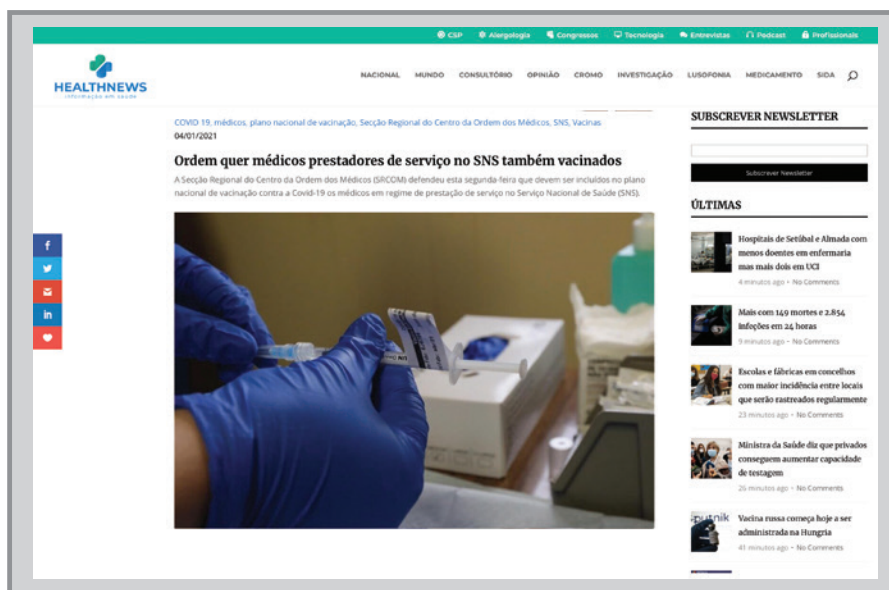 CSP Alergologia Congressos Tecnologia Entrevistas Podcast Profissionais
HEALTHNEWS
informação em saúde
NACIONAL MUNDO CONSULTÓRIO OPINIÃO CROMO INVESTIGAÇÃO LUSOFONIA MEDICAMENTO SIDA
COVID 19, médicos, plano nacional de vacinação, Secção Regional do Centro da Ordem dos Médicos, SNS, Vacinas
04/01/2021
Ordem quer médicos prestadores de serviço no SNS também vacinados
A Secção Regional do Centro da Ordem dos Médicos (SRCOM) defendeu esta segunda-feira que devem ser incluídos no plano
nacional de vacinação contra a Covid-19 os médicos em regime de prestação de serviço no Serviço Nacional de Saúde (SNS).
f
in
SUBSCREVER NEWSLETTER
Subscrever Newsletter
ÚLTIMAS
Hospitais de Setúbal e Almada com
menos doentes em enfermaria
mas mais dois em UCI
4 minutos ago • No Comments
Mais com 149 mortes e 2.854
infeções em 24 horas
9 minutos ago • No Comments
Escolas e fábricas em concelhos
com maior incidência entre locais
que serão rastreados regularmente
23 minutos ago • No Comments
Ministra da Saúde diz que privados
conseguem aumentar capacidade
de testagem
26 minutos ago • No Comments
putnik
Vacina russa começa hoje a ser
administrada na Hungria
41 minutos ago • No Comments